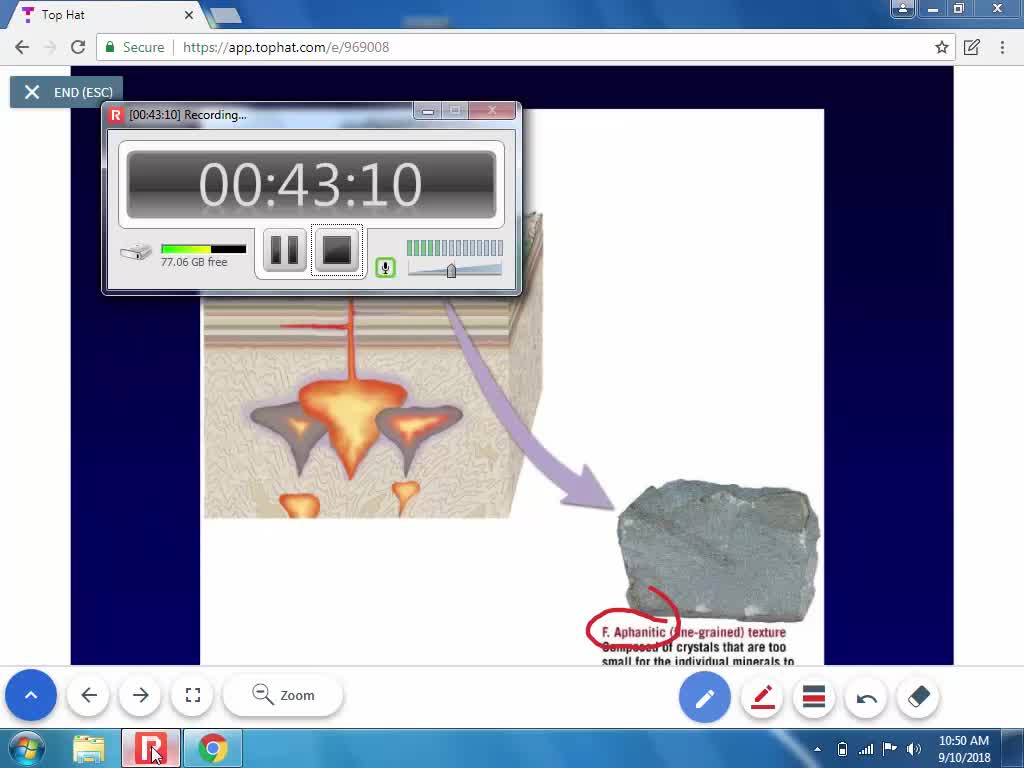 Top Hat
Secure
https://app.tophat.com/e/969008
END (ESC)
R
[00:43:10] Recording...
00:43:10
77.06 GB free
F. Aphanitic (fine-grained) texture
Composed of crystals that are too
small for the individual minerals to
Zoom
R
10:50 AM
9/10/2018